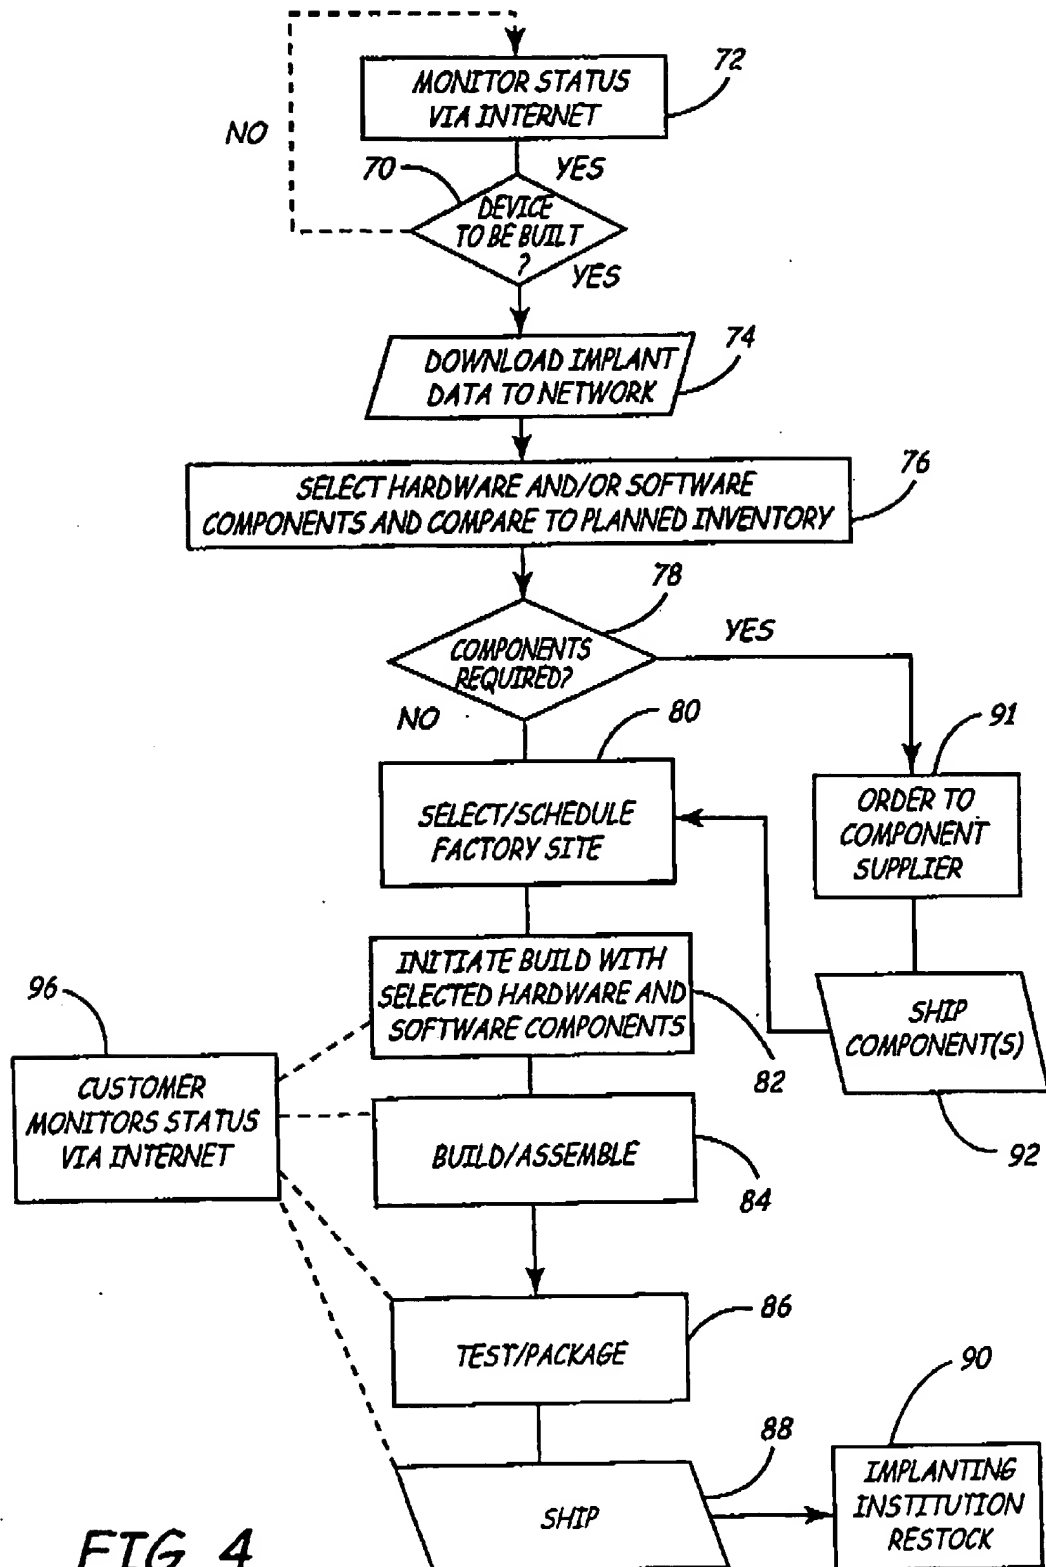 MONITOR STATUS
VIA INTERNET
72
NO
70
YES
DEVICE
TO BE BUILT
?
YES
DOWNLOAD IMPLANT
DATA TO NETWORK
74
SELECT HARDWARE AND/OR SOFTWARE
COMPONENTS AND COMPARE TO PLANNED INVENTORY
76
78
COMPONENTS
REQUIRED?
YES
NO
80
SELECT/SCHEDULE
FACTORY SITE
91
ORDER TO
COMPONENT
SUPPLIER
INITIATE BUILD WITH
SELECTED HARDWARE AND
SOFTWARE COMPONENTS
82
SHIP
COMPONENT(S)
92
96
CUSTOMER
MONITORS STATUS
VIA INTERNET
BUILD/ASSEMBLE
84
TEST/PACKAGE
86
SHIP
88
90
IMPLANTING
INSTITUTION
RESTOCK
FIG 4